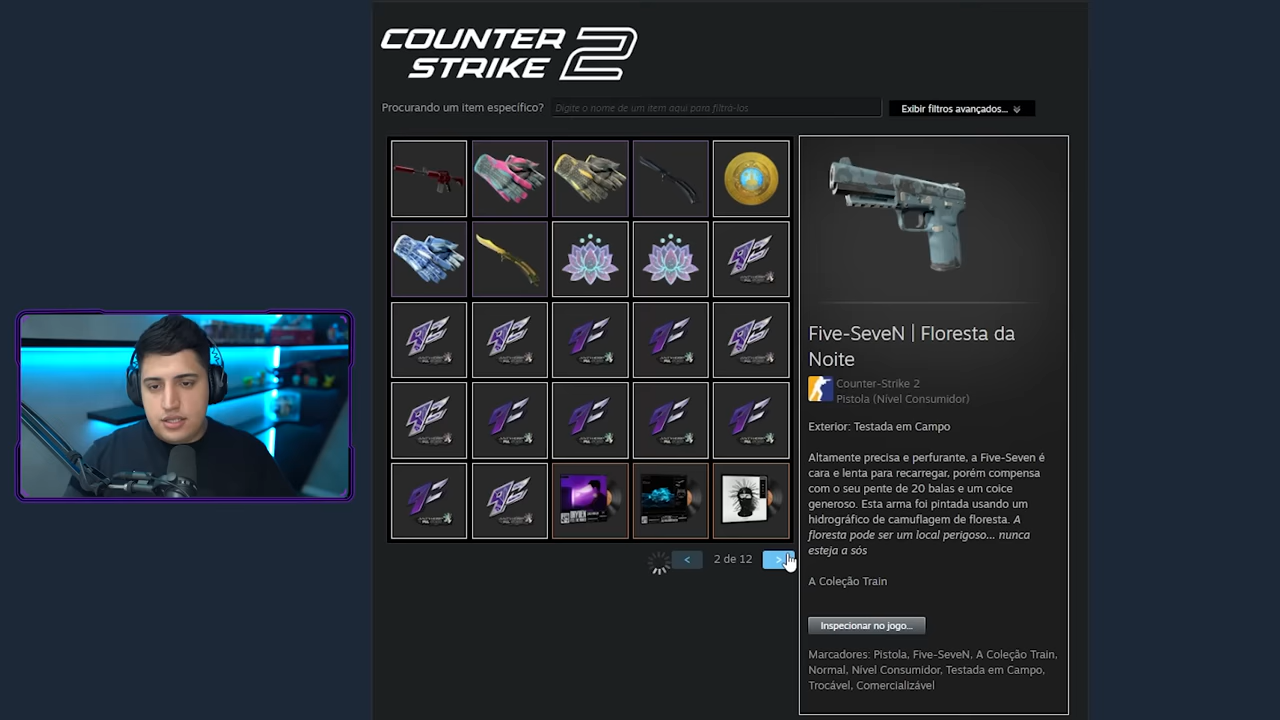 COUNTER
STRIKE 2
Procurando um item específico?
Digite o nome de um item aqui para filtrá-los
Exibir filtros avançados...
Five-SeveN | Floresta da
Noite
Counter-Strike 2
Pistola (Nível Consumidor)
Exterior: Testada em Campo
Altamente precisa e perfurante, a Five-Seven é
cara e lenta para recarregar, porém compensa
com o seu pente de 20 balas e um coice
generoso. Esta arma foi pintada usando um
hidrográfico de camuflagem de floresta. A
floresta pode ser um local perigoso... nunca
esteja a sós
< 2 de 12 >
A Coleção Train
Inspecionar no jogo...
Marcadores: Pistola, Five-SeveN, A Coleção Train,
Normal, Nível Consumidor, Testada em Campo,
Trocável, Comercializável